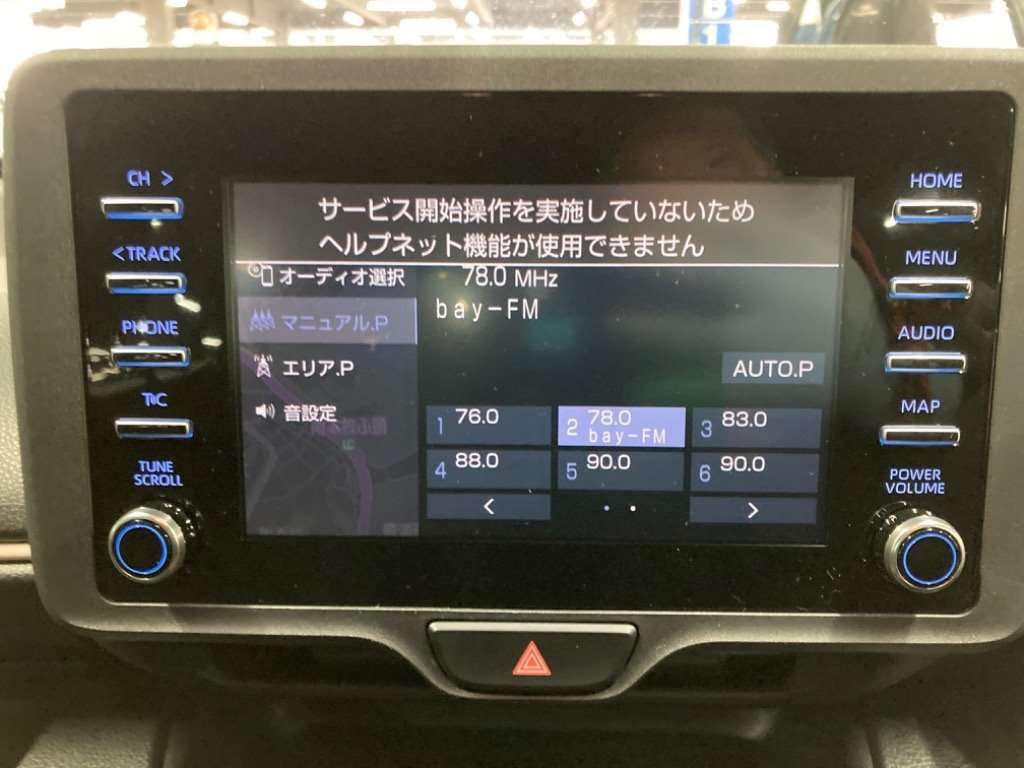 B
1
CH >
<TRACK
PHONE
T&C
TUNE
SCROLL
HOME
MENU
AUDIO
MAP
POWER
VOLUME
サービス開始操作を実施していないため
ヘルプネット機能が使用できません
オーディオ選択
マニュアル.P
エリア.P
音設定
78.0 MHz
bay-FM
AUTO.P
1 76.0
2 78.0
bay-FM
3 83.0
4 88.0
5 90.0
6 90.0
<
>